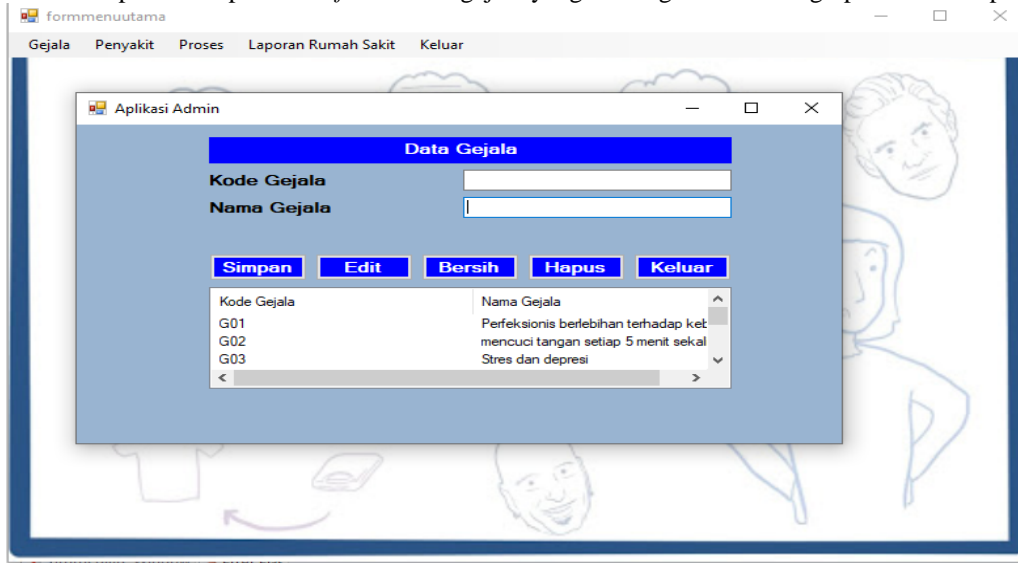 formmenuutama
Gejala Penyakit Proses Laporan Rumah Sakit Keluar
Aplikasi Admin
Data Gejala
Kode Gejala
Nama Gejala
Simpan Edit Bersih Hapus Keluar
Kode Gejala Nama Gejala
G01 Perfeksionis berlebihan terhadap keb
G02 mencuci tangan setiap 5 menit sekal
G03 Stres dan depresi